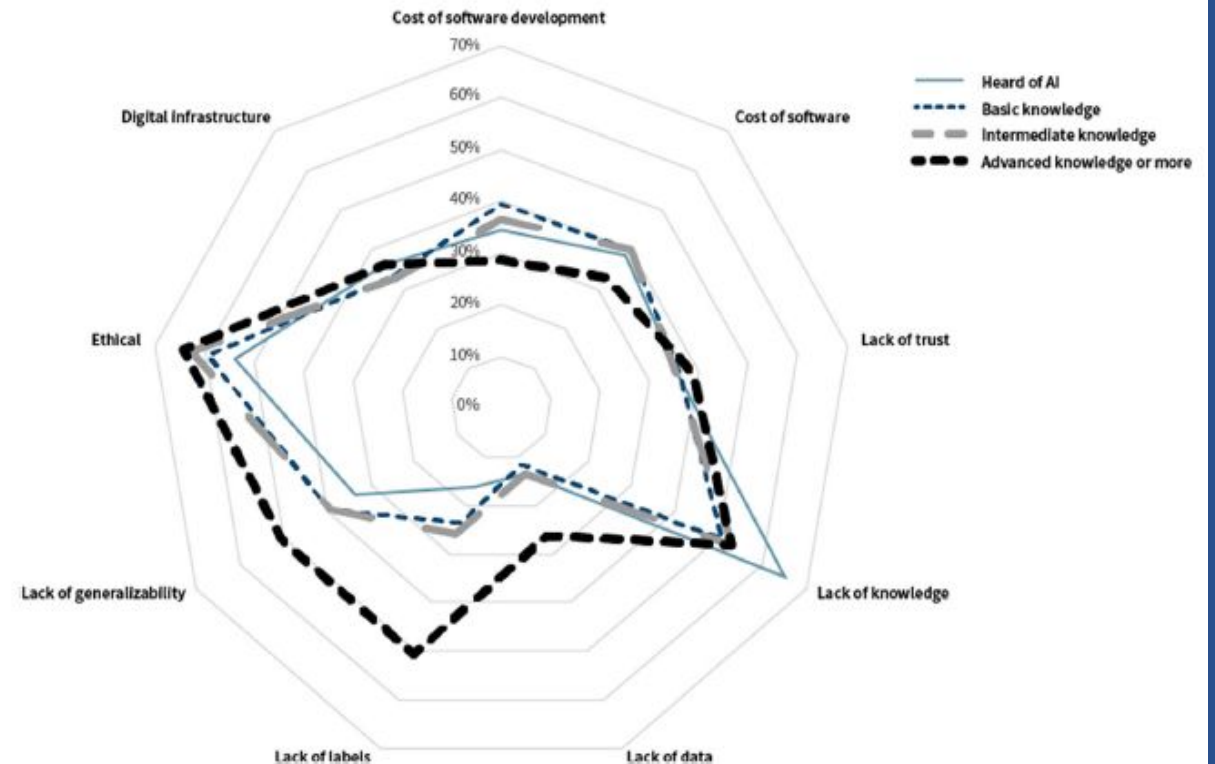 Cost of software development
70%
Digital infrastructure
60%
Cost of software
50%
40%
30%
20%
10%
0%
Ethical
Lack of trust
Lack of generalizability
Lack of knowledge
Lack of labels
Lack of data
Heard of AI
Basic knowledge
Intermediate knowledge
Advanced knowledge or more